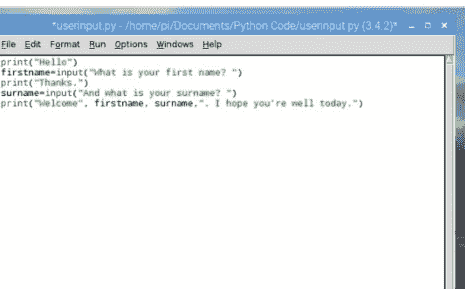 *userinput.py - /home/pi/Documents/Python Code/userinput.py (3.4.2)*
File Edit Format Run Options Windows Help
print("Hello")
firstname=input("What is your first name? ")
print("Thanks.")
surname=input("And what is your surname? ")
print("Welcome", firstname, surname,". I hope you're well today.")